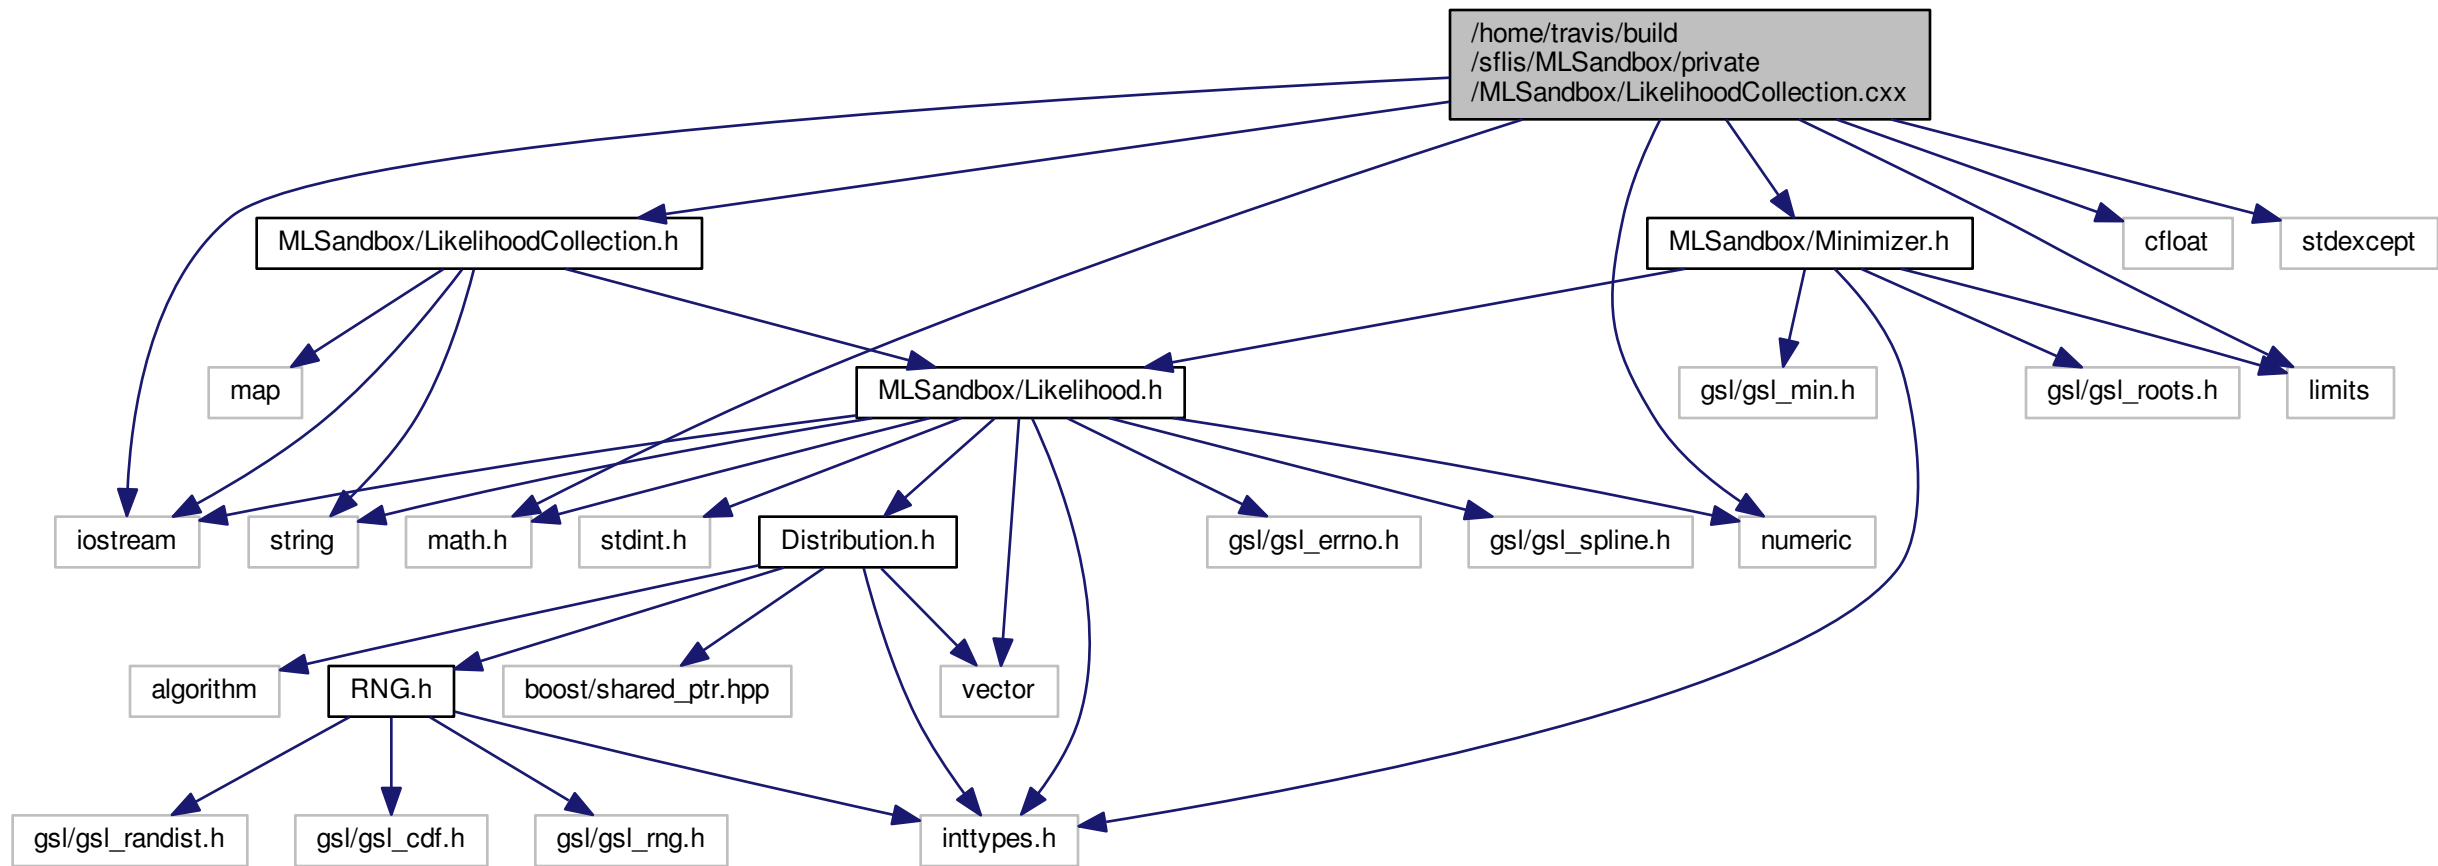 /home/travis/build
/sflis/MLSandbox/private
/MLSandbox/LikelihoodCollection.cxx
MLSandbox/LikelihoodCollection.h
MLSandbox/Minimizer.h
cfloat
stdexcept
map
MLSandbox/Likelihood.h
gsl/gsl_min.h
gsl/gsl_roots.h
limits
iostream
string
math.h
stdint.h
Distribution.h
gsl/gsl_errno.h
gsl/gsl_spline.h
numeric
algorithm
RNG.h
boost/shared_ptr.hpp
vector
gsl/gsl_randist.h
gsl/gsl_cdf.h
gsl/gsl_rng.h
inttypes.h